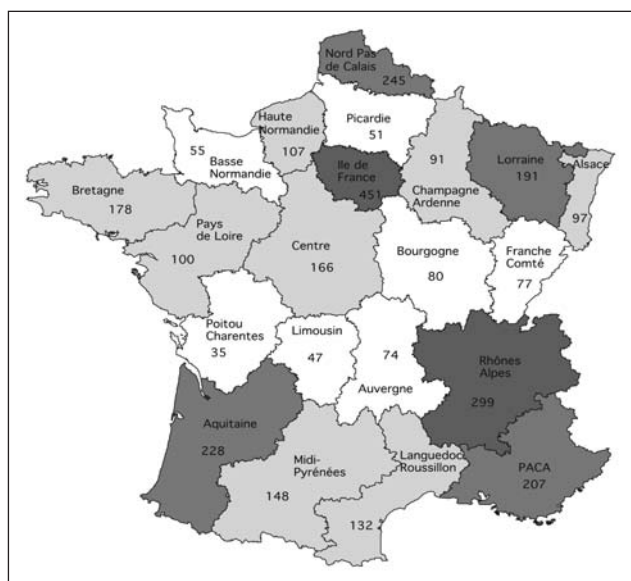 Nord Pas
de Calais
245
Haute
Normandie
107
Picardie
51
55
Basse
Normandie
Ile de
France
451
91
Champagne
Ardenne
Lorraine
191
Alsace
97
Bretagne
178
Pays
de Loire
100
Centre
166
Bourgogne
80
Franche
Comté
77
Poitou
Charentes
35
Limousin
47
74
Auvergne
Rhônes
Alpes
299
Aquitaine
228
Midi-
Pyrénées
148
Languedoc
Roussillon
132
PACA
207